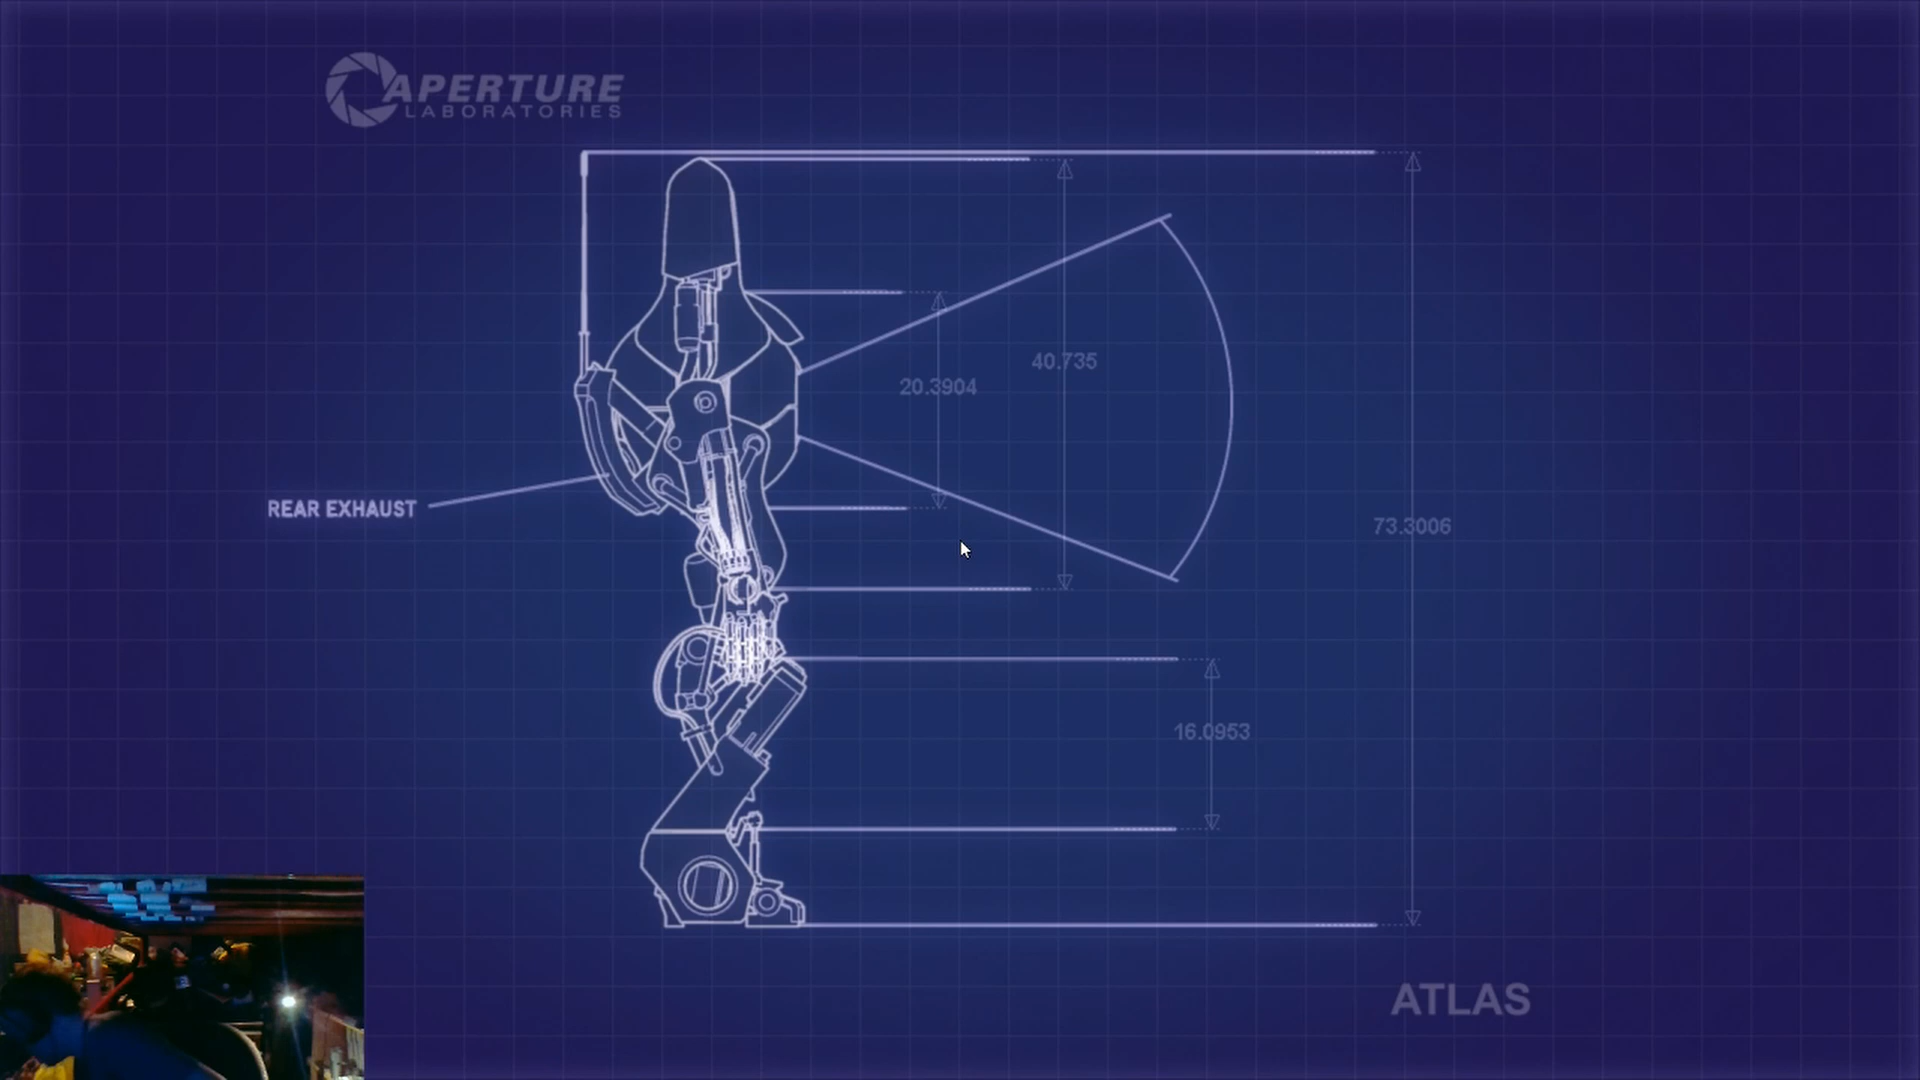 APERTURE
LABORATORIES
40.735
20.3904
REAR EXHAUST
73.3006
16.0953
ATLAS